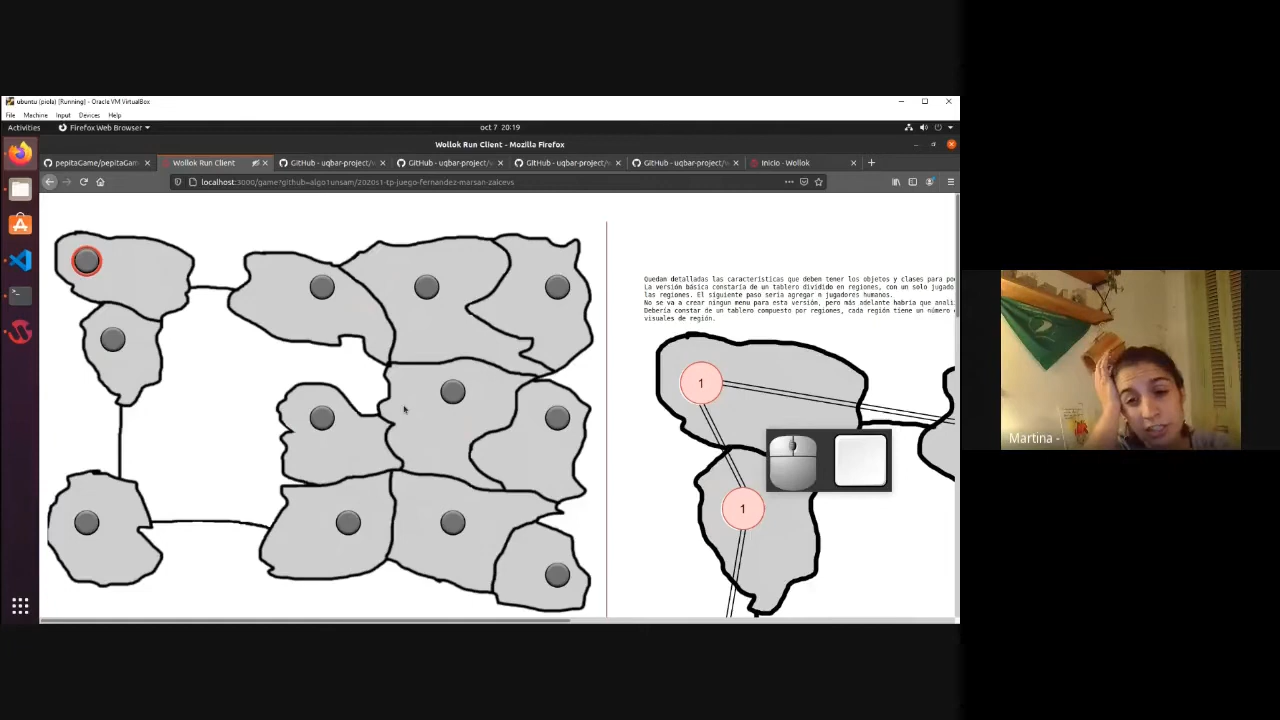 ubuntu (piola) [Running] - Oracle VM VirtualBox
File Machine Input Devices Help
Activities Firefox Web Browser oct 7 20:19
Wollok Run Client - Mozilla Firefox
pepitaGame/pepitaGam Wollok Run Client GitHub - uqbar-project/ GitHub - uqbar-project/ GitHub - uqbar-project/ GitHub - uqbar-project/ Inicio - Wollok
localhost:3000/game?github=algo1unsam/2020s1-tp-juego-fernandez-marsan-zaicevs
Quedan detalladas las características que deben tener los objetos y clases para
La versión básica constaría de un tablero dividido en regiones, con un solo jugado
las regiones. El siguiente paso seria agregar n jugadores humanos.
No se va a crear ningun menu para esta versión, pero más adelante habria que anali
Debería constar de un tablero compuesto por regiones, cada región tiene un número
visuales de región.
1
1
Martina -